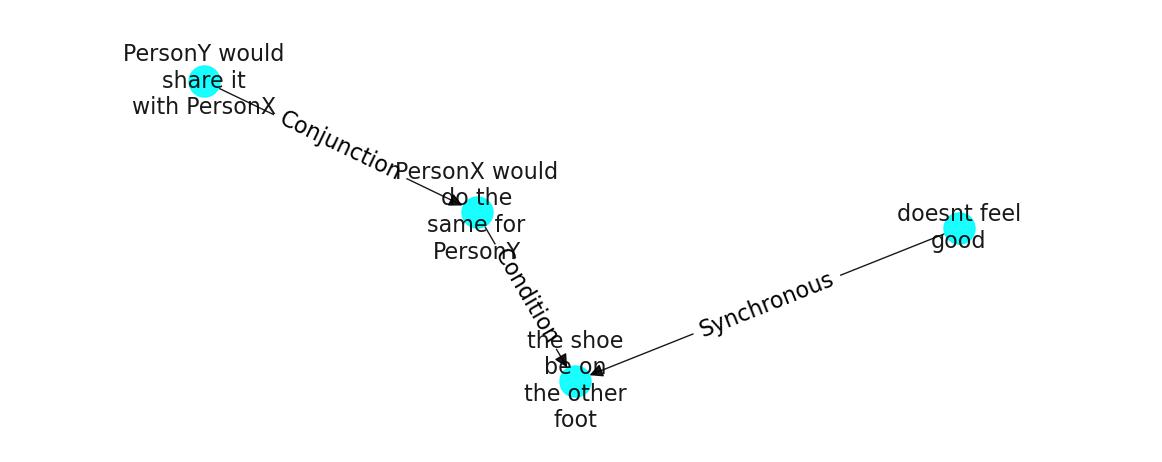 PersonY would
share it
with PersonX
Conjunction
PersonX would
do the
same for
PersonY
Condition
doesnt feel
good
Synchronous
the shoe
be on
the other
foot